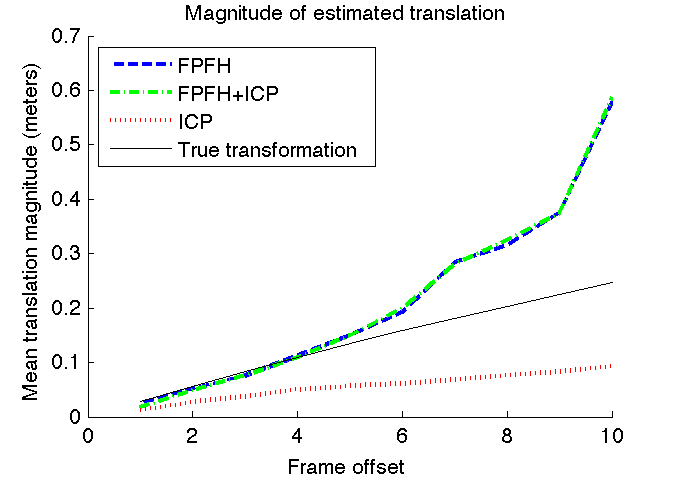 Magnitude of estimated translation
Mean translation magnitude (meters)
0.7
0.6
0.5
0.4
0.3
0.2
0.1
0
FPFH
FPFH+ICP
ICP
True transformation
0 2 4 6 8 10
Frame offset